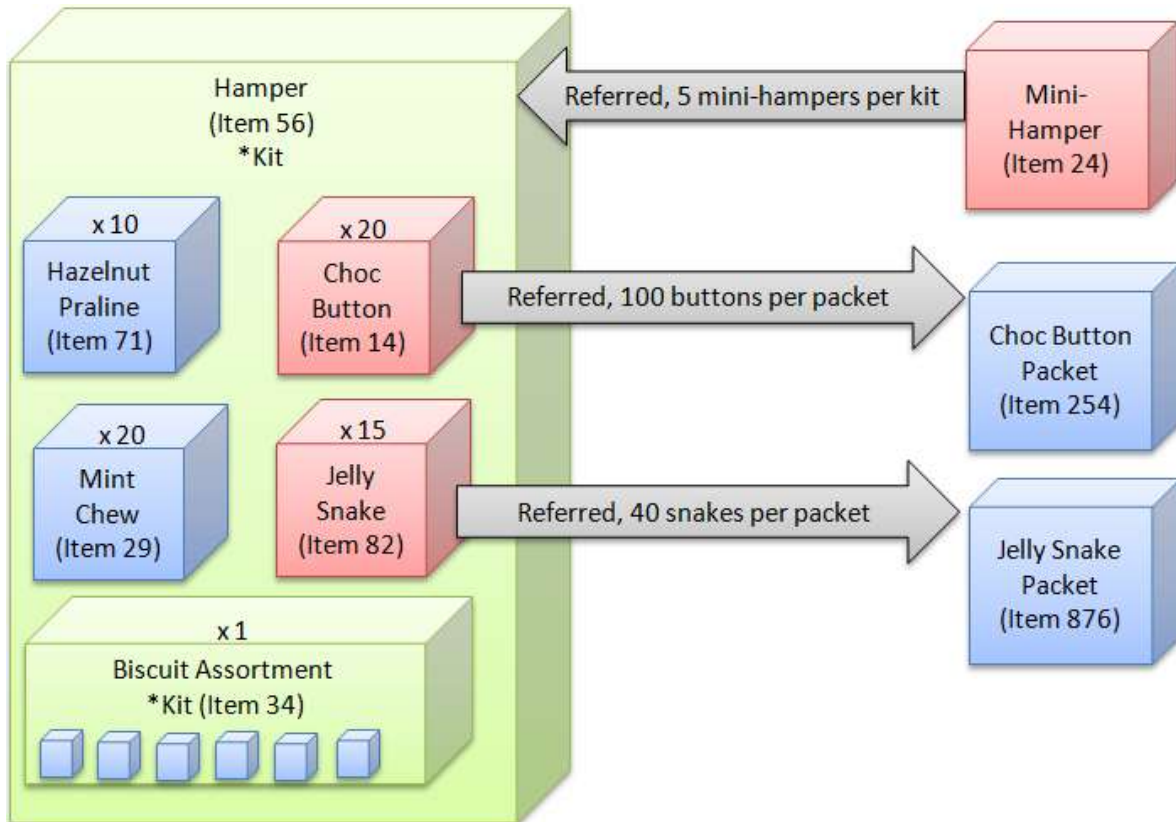 Hamper
(Item 56)
*Kit
Referred, 5 mini-hampers per kit
Mini-
Hamper
(Item 24)
x 10
Hazelnut
Praline
(Item 71)
x 20
Choc
Button
(Item 14)
Referred, 100 buttons per packet
Choc Button
Packet
(Item 254)
x 20
Mint
Chew
(Item 29)
x 15
Jelly
Snake
(Item 82)
Referred, 40 snakes per packet
Jelly Snake
Packet
(Item 876)
x 1
Biscuit Assortment
*Kit (Item 34)